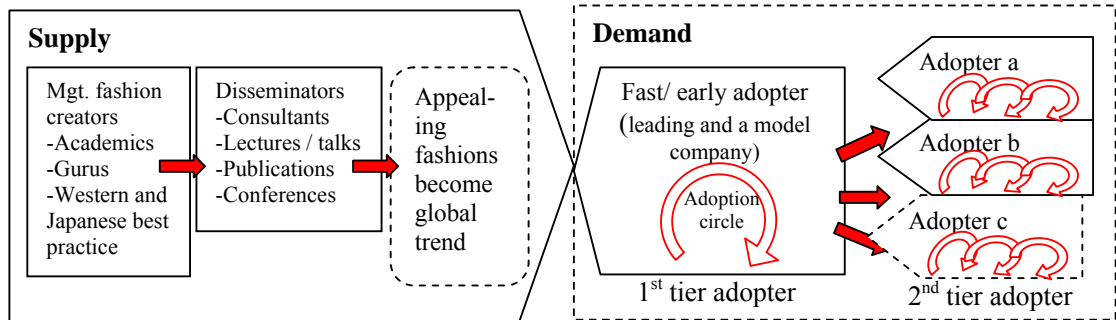 Supply
Mgt. fashion
creators
-Academics
-Gurus
-Western and
Japanese best
practice
Disseminators
-Consultants
-Lectures / talks
-Publications
-Conferences
Appeal-
ing
fashions
become
global
trend
Demand
Fast/ early adopter
(leading and a model
company)
Adoption
circle
1st tier adopter
Adopter a
Adopter b
Adopter c
2nd tier adopter